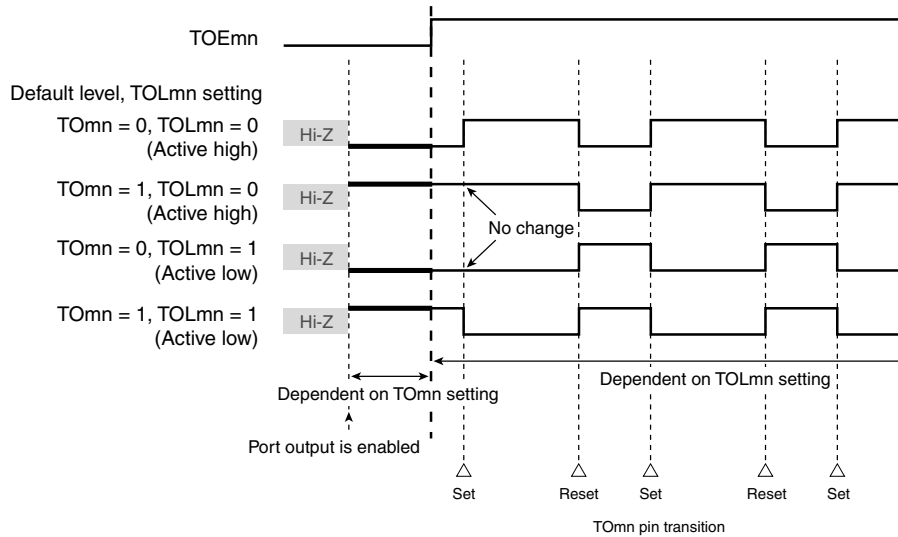 TOEmn
Default level, TOLmn setting
TOmn = 0, TOLmn = 0
(Active high)
Hi-Z
TOmn = 1, TOLmn = 0
(Active high)
Hi-Z
No change
TOmn = 0, TOLmn = 1
(Active low)
Hi-Z
TOmn = 1, TOLmn = 1
(Active low)
Hi-Z
Dependent on TOmn setting
Dependent on TOLmn setting
Port output is enabled
Set
Reset
Set
Reset
Set
TOmn pin transition